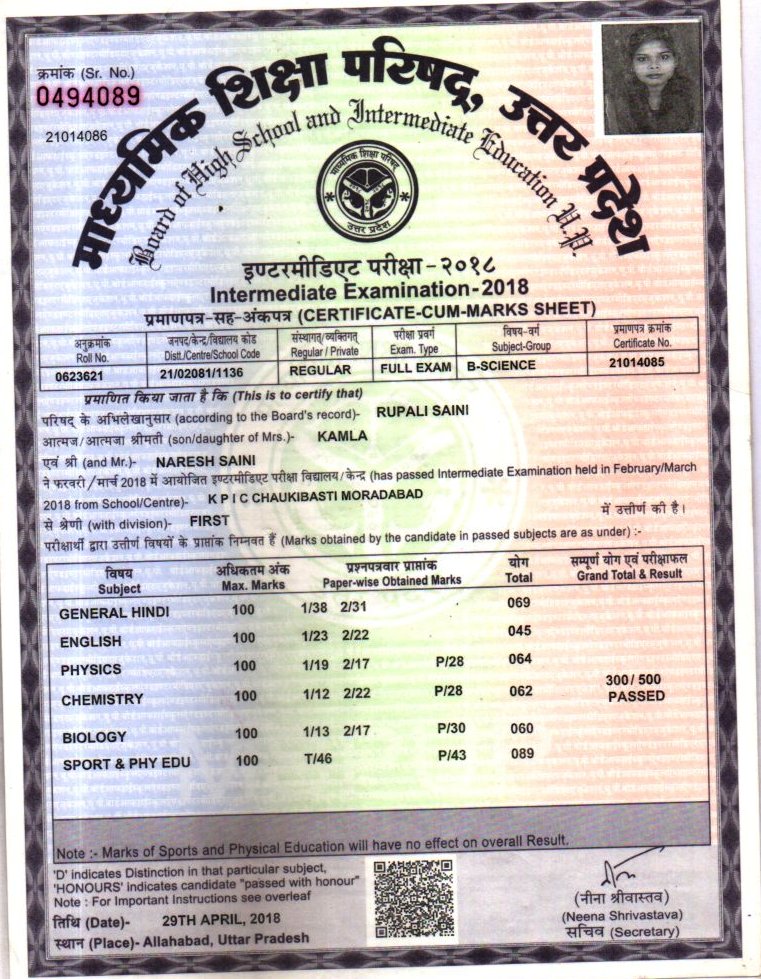 क्रमांक (Sr. No.)
0494089
21014086
माध्यमिक शिक्षा परिषद्, उत्तर प्रदेश
Board of High School and Intermediate Education U.P.
माध्यमिक शिक्षा परिषद्
उत्तर प्रदेश
इण्टरमीडिएट परीक्षा - २०१८
Intermediate Examination-2018
प्रमाणपत्र-सह-अंकपत्र (CERTIFICATE-CUM-MARKS SHEET)
अनुक्रमांक जनपद/केन्द्र/विद्यालय कोड संस्थागत/व्यक्तिगत् परीक्षा प्रवर्ग विषय-वर्ग प्रमाणपत्र क्रमांक
Roll No. Distt./Centre/School Code Regular / Private Exam. Type Subject-Group Certificate No.
0623621 21/02081/1136 REGULAR FULL EXAM B-SCIENCE 21014085
प्रमाणित किया जाता है कि (This is to certify that)
परिषद् के अभिलेखानुसार (according to the Board's record)- RUPALI SAINI
आत्मज/आत्मजा श्रीमती (son/daughter of Mrs.)- KAMLA
एवं श्री (and Mr.)- NARESH SAINI
ने फरवरी/मार्च 2018 में आयोजित इण्टरमीडिएट परीक्षा विद्यालय/केन्द्र (has passed Intermediate Examination held in February/March
2018 from School/Centre)- K P I C CHAUKIBASTI MORADABAD
में उत्तीर्ण की है।
से श्रेणी (with division)- FIRST
परीक्षार्थी द्वारा उत्तीर्ण विषयों के प्राप्तांक निम्नवत हैं (Marks obtained by the candidate in passed subjects are as under) :-
विषय अधिकतम अंक प्रश्नपत्रवार प्राप्तांक योग सम्पूर्ण योग एवं परीक्षाफल
Subject Max. Marks Paper-wise Obtained Marks Total Grand Total & Result
GENERAL HINDI 100 1/38 2/31 069
ENGLISH 100 1/23 2/22 045
PHYSICS 100 1/19 2/17 P/28 064
300/ 500
CHEMISTRY 100 1/12 2/22 P/28 062 PASSED
BIOLOGY 100 1/13 2/17 P/30 060
SPORT & PHY EDU 100 T/46 P/43 089
Note :- Marks of Sports and Physical Education will have no effect on overall Result.
'D' indicates Distinction in that particular subject,
'HONOURS' indicates candidate "passed with honour"
Note : For Important Instructions see overleaf
तिथि (Date)- 29TH APRIL, 2018
स्थान (Place)- Allahabad, Uttar Pradesh
(नीना श्रीवास्तव)
(Neena Shrivastava)
सचिव (Secretary)